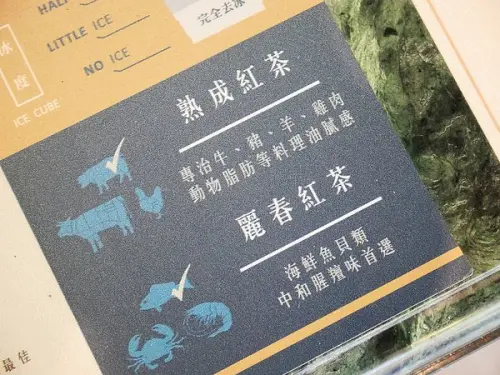 HALF
LITTLE ICE
NO ICE
完全去冰
冰
度
ICE CUBE
熟成紅茶
專治牛、豬、羊、雞肉
動物脂肪等料理油膩感
麗春紅茶
海鮮魚貝類
中和腥羶味首選
最佳